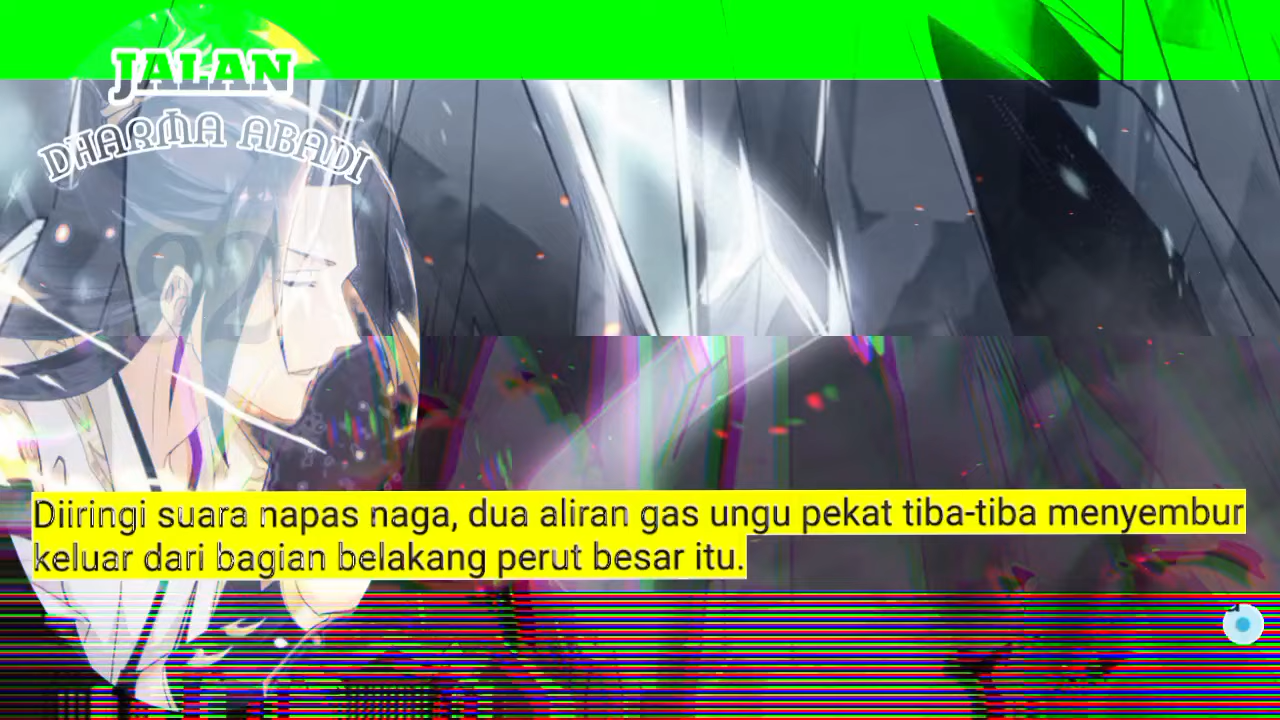 JALAN
DHARMA ABADI
92
Diiringi suara napas naga, dua aliran gas ungu pekat tiba-tiba menyembur
keluar dari bagian belakang perut besar itu.